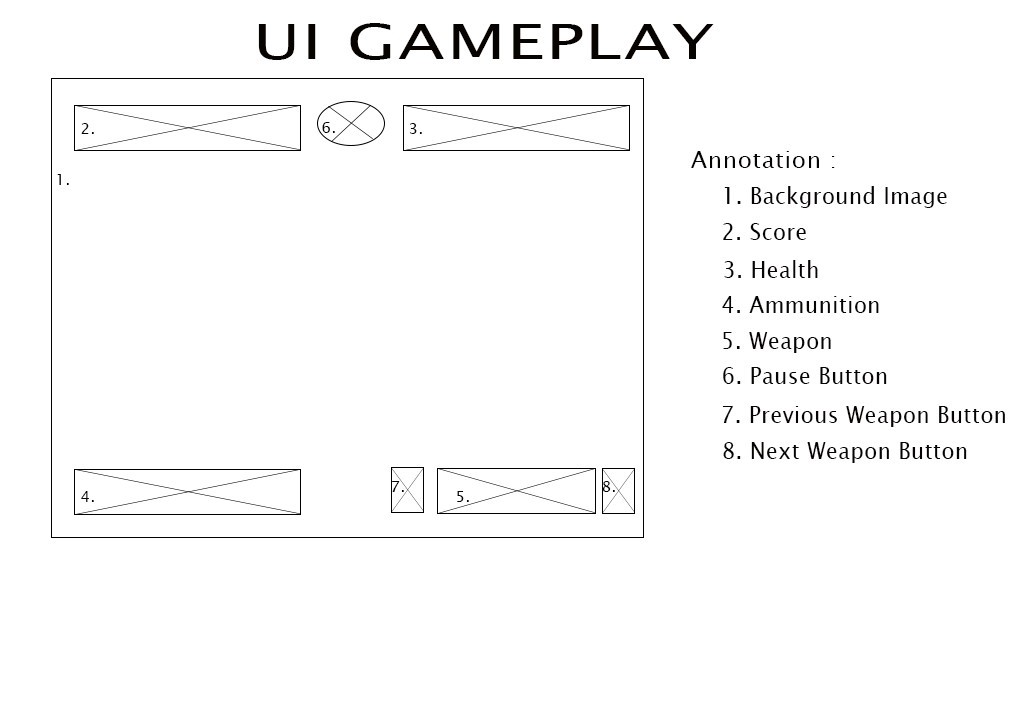 UI GAMEPLAY
2.
6.
3.
1.
4.
7.
5.
8.
Annotation :
1. Background Image
2. Score
3. Health
4. Ammunition
5. Weapon
6. Pause Button
7. Previous Weapon Button
8. Next Weapon Button